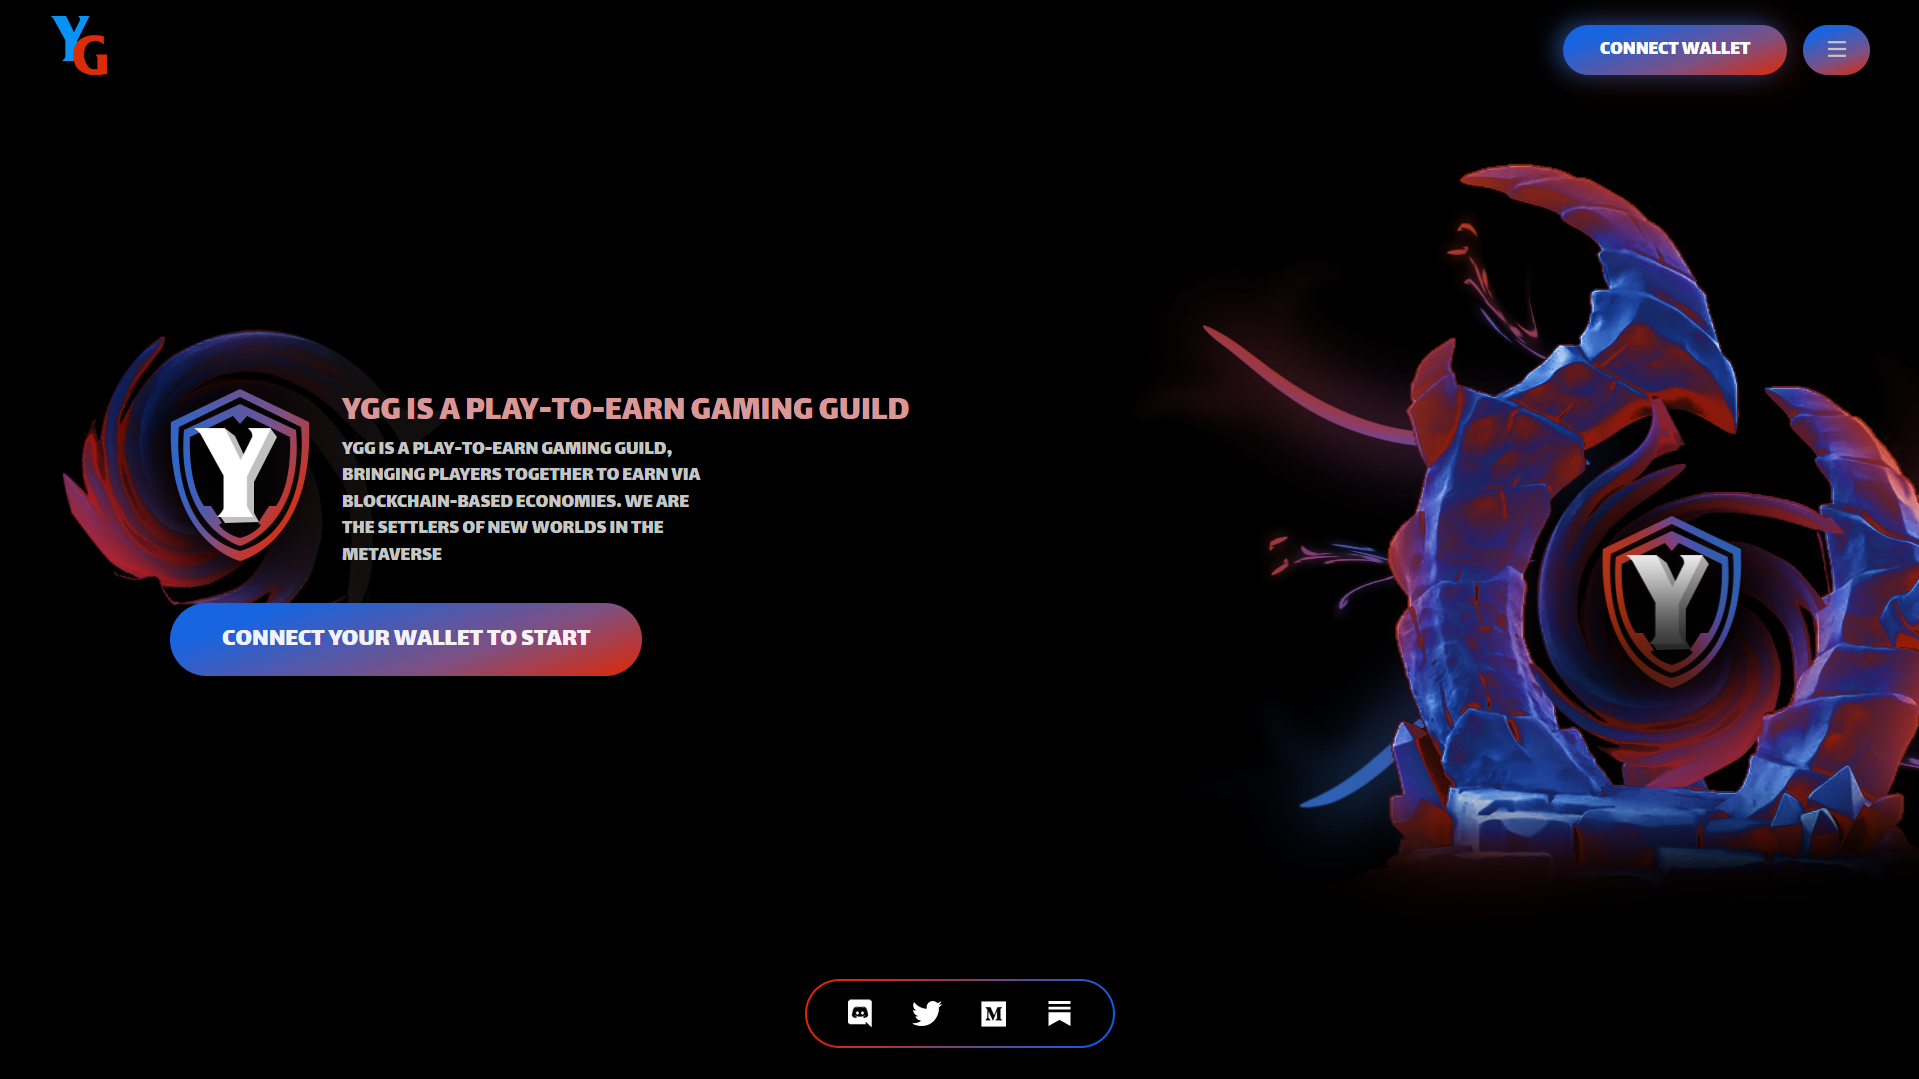 YG
CONNECT WALLET
YGG IS A PLAY-TO-EARN GAMING GUILD
YGG IS A PLAY-TO-EARN GAMING GUILD,
BRINGING PLAYERS TOGETHER TO EARN VIA
BLOCKCHAIN-BASED ECONOMIES. WE ARE
THE SETTLERS OF NEW WORLDS IN THE
METAVERSE
Y
Y
CONNECT YOUR WALLET TO START
M